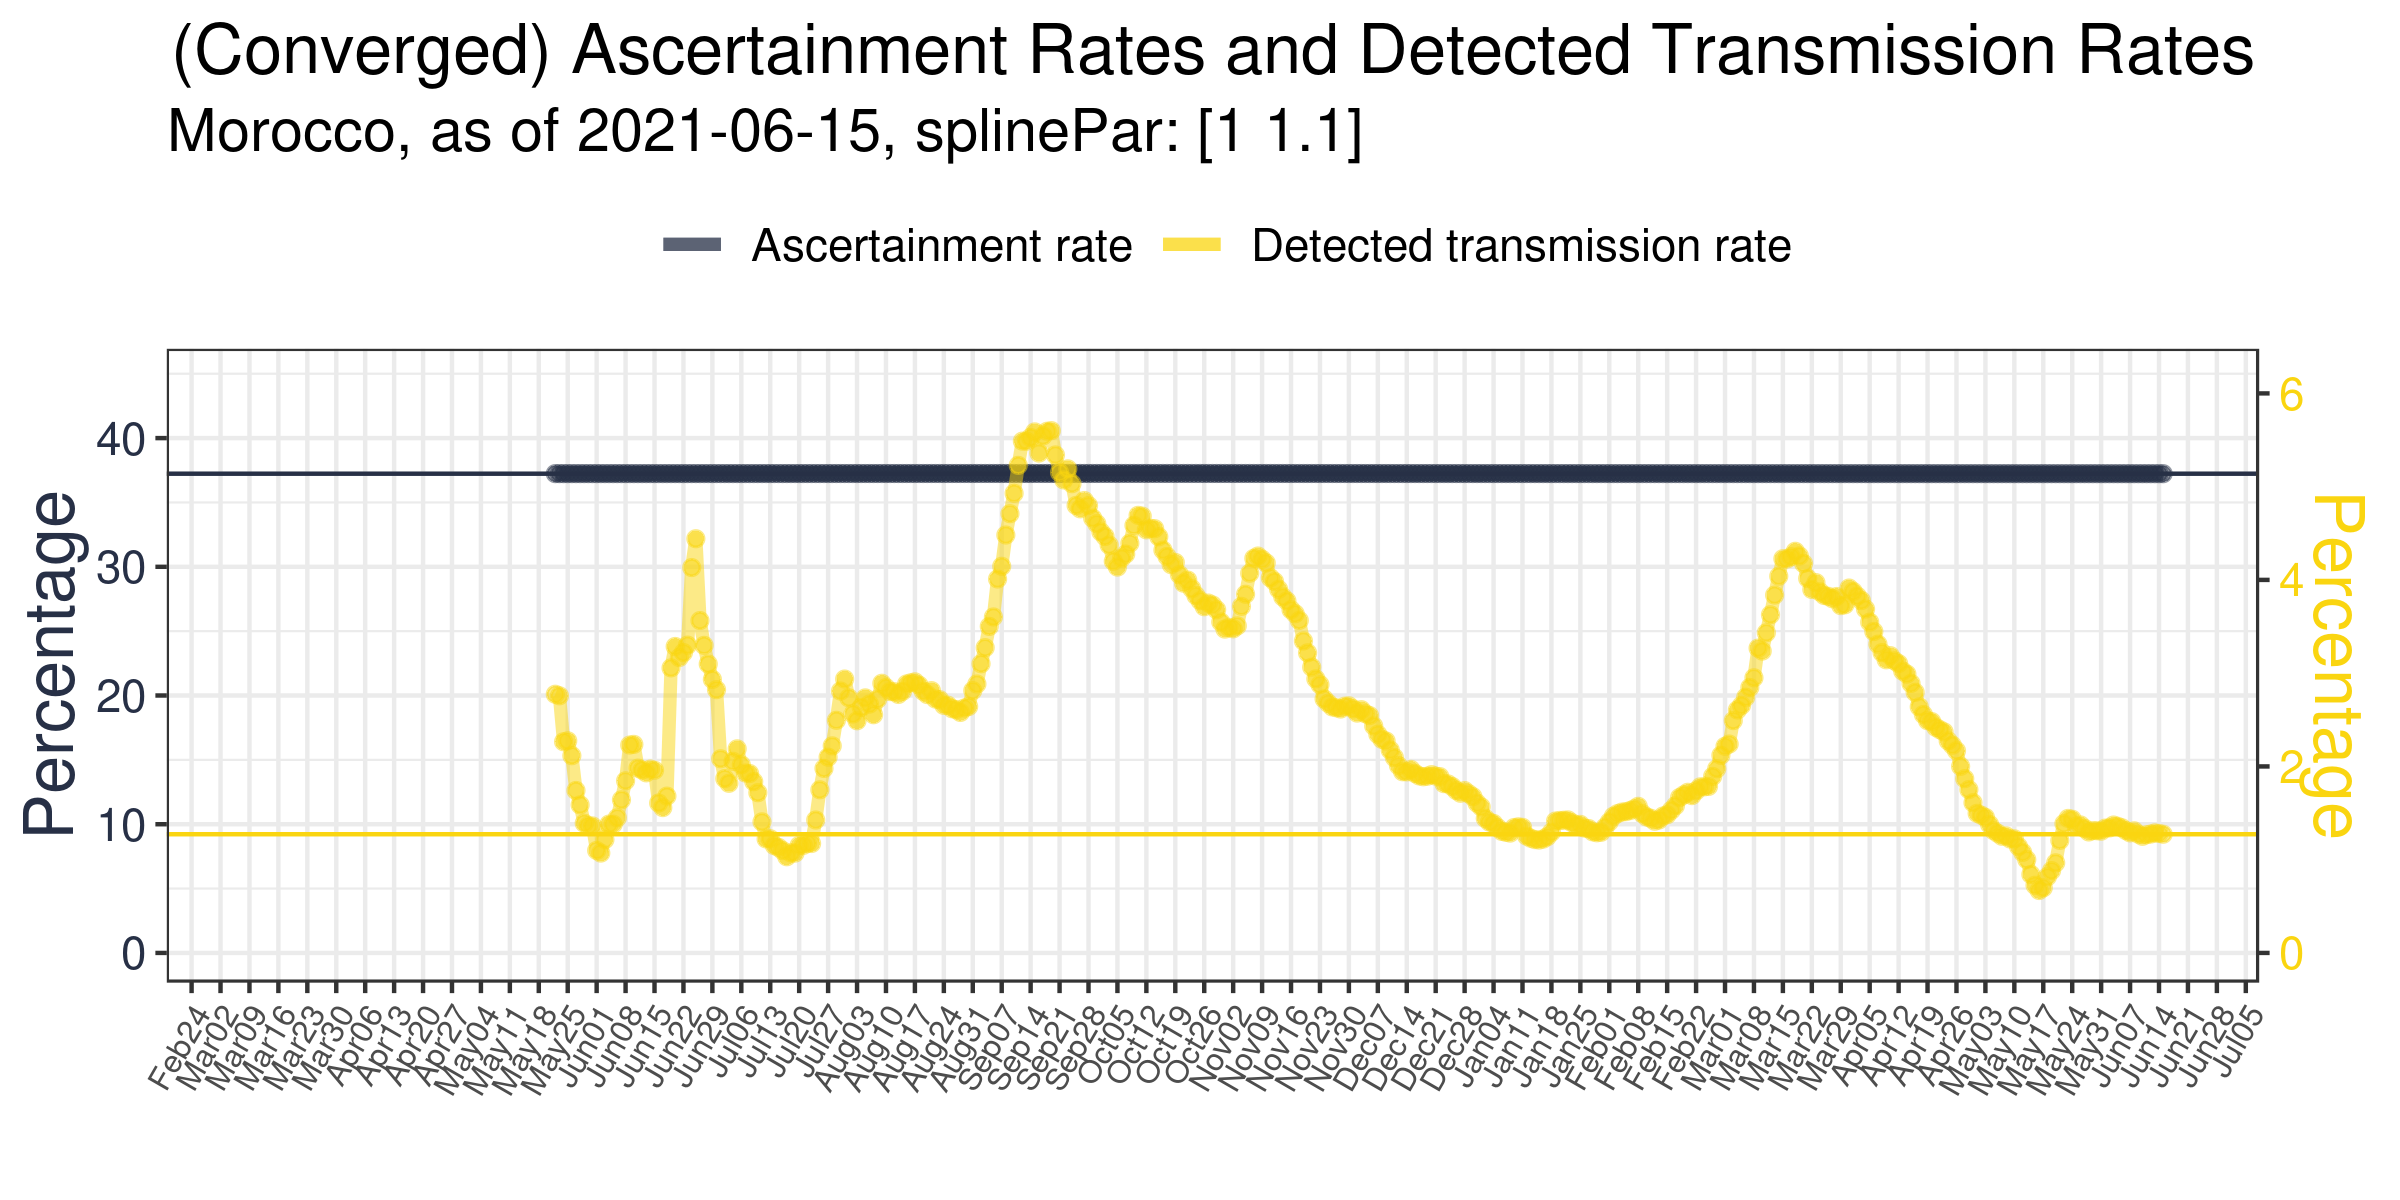 (Converged) Ascertainment Rates and Detected Transmission Rates
Morocco, as of 2021-06-15, splinePar: [1 1.1]
Ascertainment rate Detected transmission rate
Percentage
40
30
20
10
0
6
4
2
0
Percentage
Feb24 Mar02 Mar09 Mar16 Mar23 Mar30 Apr06 Apr13 Apr20 Apr27 May04 May11 May18 May25 Jun01 Jun08 Jun15 Jun22 Jun29 Jul06 Jul13 Jul20 Jul27 Aug03 Aug10 Aug17 Aug24 Aug31 Sep07 Sep14 Sep21 Sep28 Oct05 Oct12 Oct19 Oct26 Nov02 Nov09 Nov16 Nov23 Nov30 Dec07 Dec14 Dec21 Dec28 Jan04 Jan11 Jan18 Jan25 Feb01 Feb08 Feb15 Feb22 Mar01 Mar08 Mar15 Mar22 Mar29 Apr05 Apr12 Apr19 Apr26 May03 May10 May17 May24 May31 Jun07 Jun14 Jun21 Jun28 Jul05